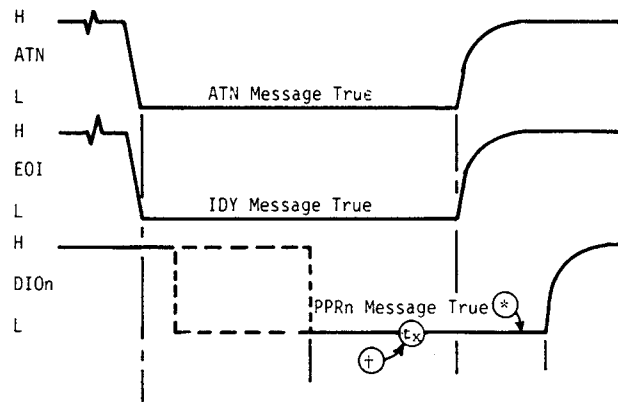 H
ATN
L
ATN Message True
H
EOI
L
IDY Message True
H
DIOn
L
PPRn Message True
*
tx
†